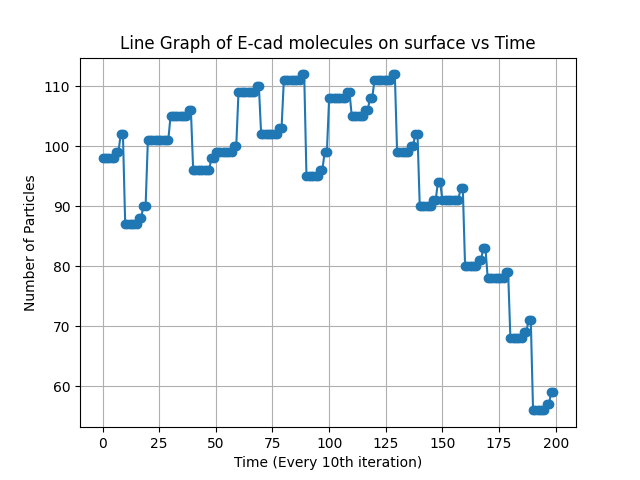 Line Graph of E-cad molecules on surface vs Time
Number of Particles
110
100
90
80
70
60
0 25 50 75 100 125 150 175 200
Time (Every 10th iteration)